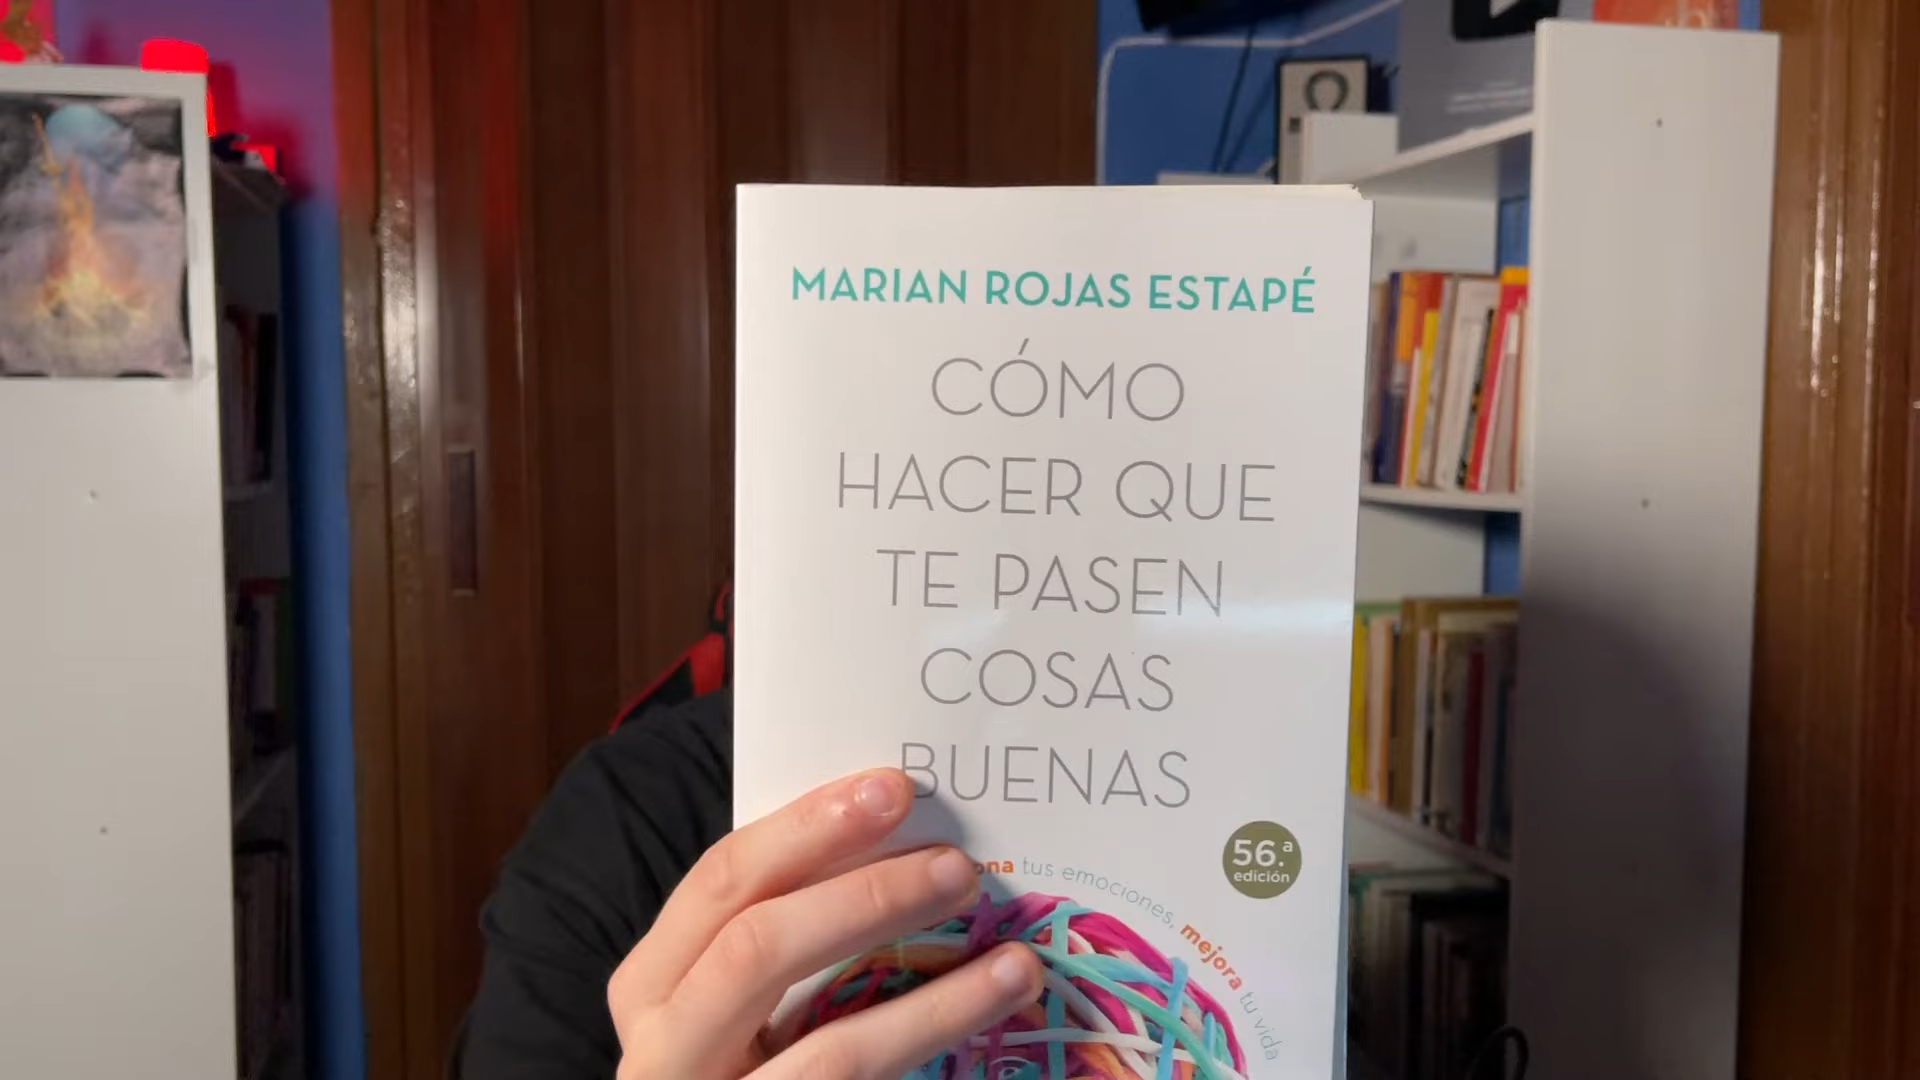 MARIAN ROJAS ESTAPÉ
CÓMO
HACER QUE
TE PASEN
COSAS
BUENAS
56.ª
edición
tus emociones, mejora tu vida